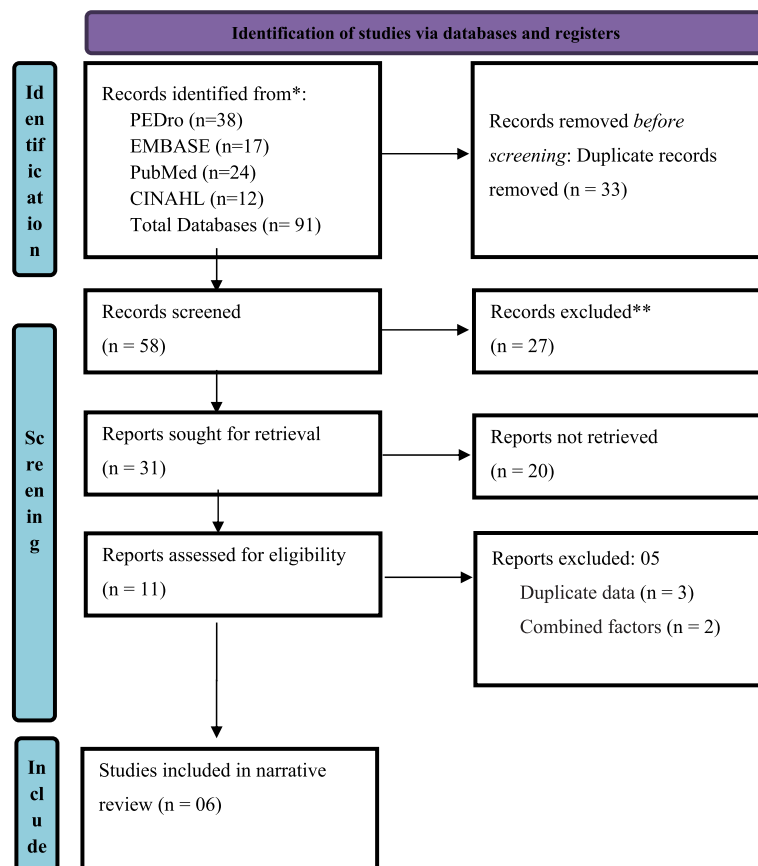 Identification of studies via databases and registers
Id
en
tif
ic
at
io
n
Records identified from*:
PEDro (n=38)
EMBASE (n=17)
PubMed (n=24)
CINAHL (n=12)
Total Databases (n= 91)
Records removed before
screening: Duplicate records
removed (n = 33)
Sc
re
en
in
g
Records screened
(n = 58)
Records excluded**
(n = 27)
Reports sought for retrieval
(n = 31)
Reports not retrieved
(n = 20)
Reports assessed for eligibility
(n = 11)
Reports excluded: 05
Duplicate data (n = 3)
Combined factors (n = 2)
In
cl
u
de
Studies included in narrative
review (n = 06)